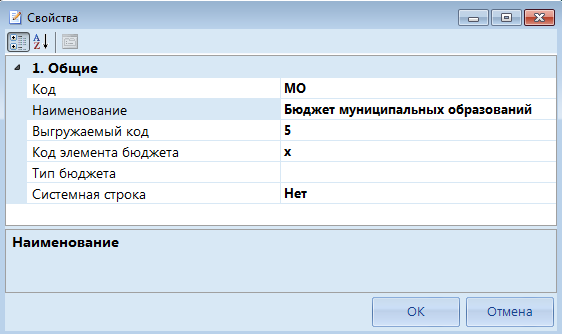 Свойства
1. Общие
Код МО
Наименование Бюджет муниципальных образований
Выгружаемый код 5
Код элемента бюджета x
Тип бюджета
Системная строка Нет
Наименование
ОК Отмена